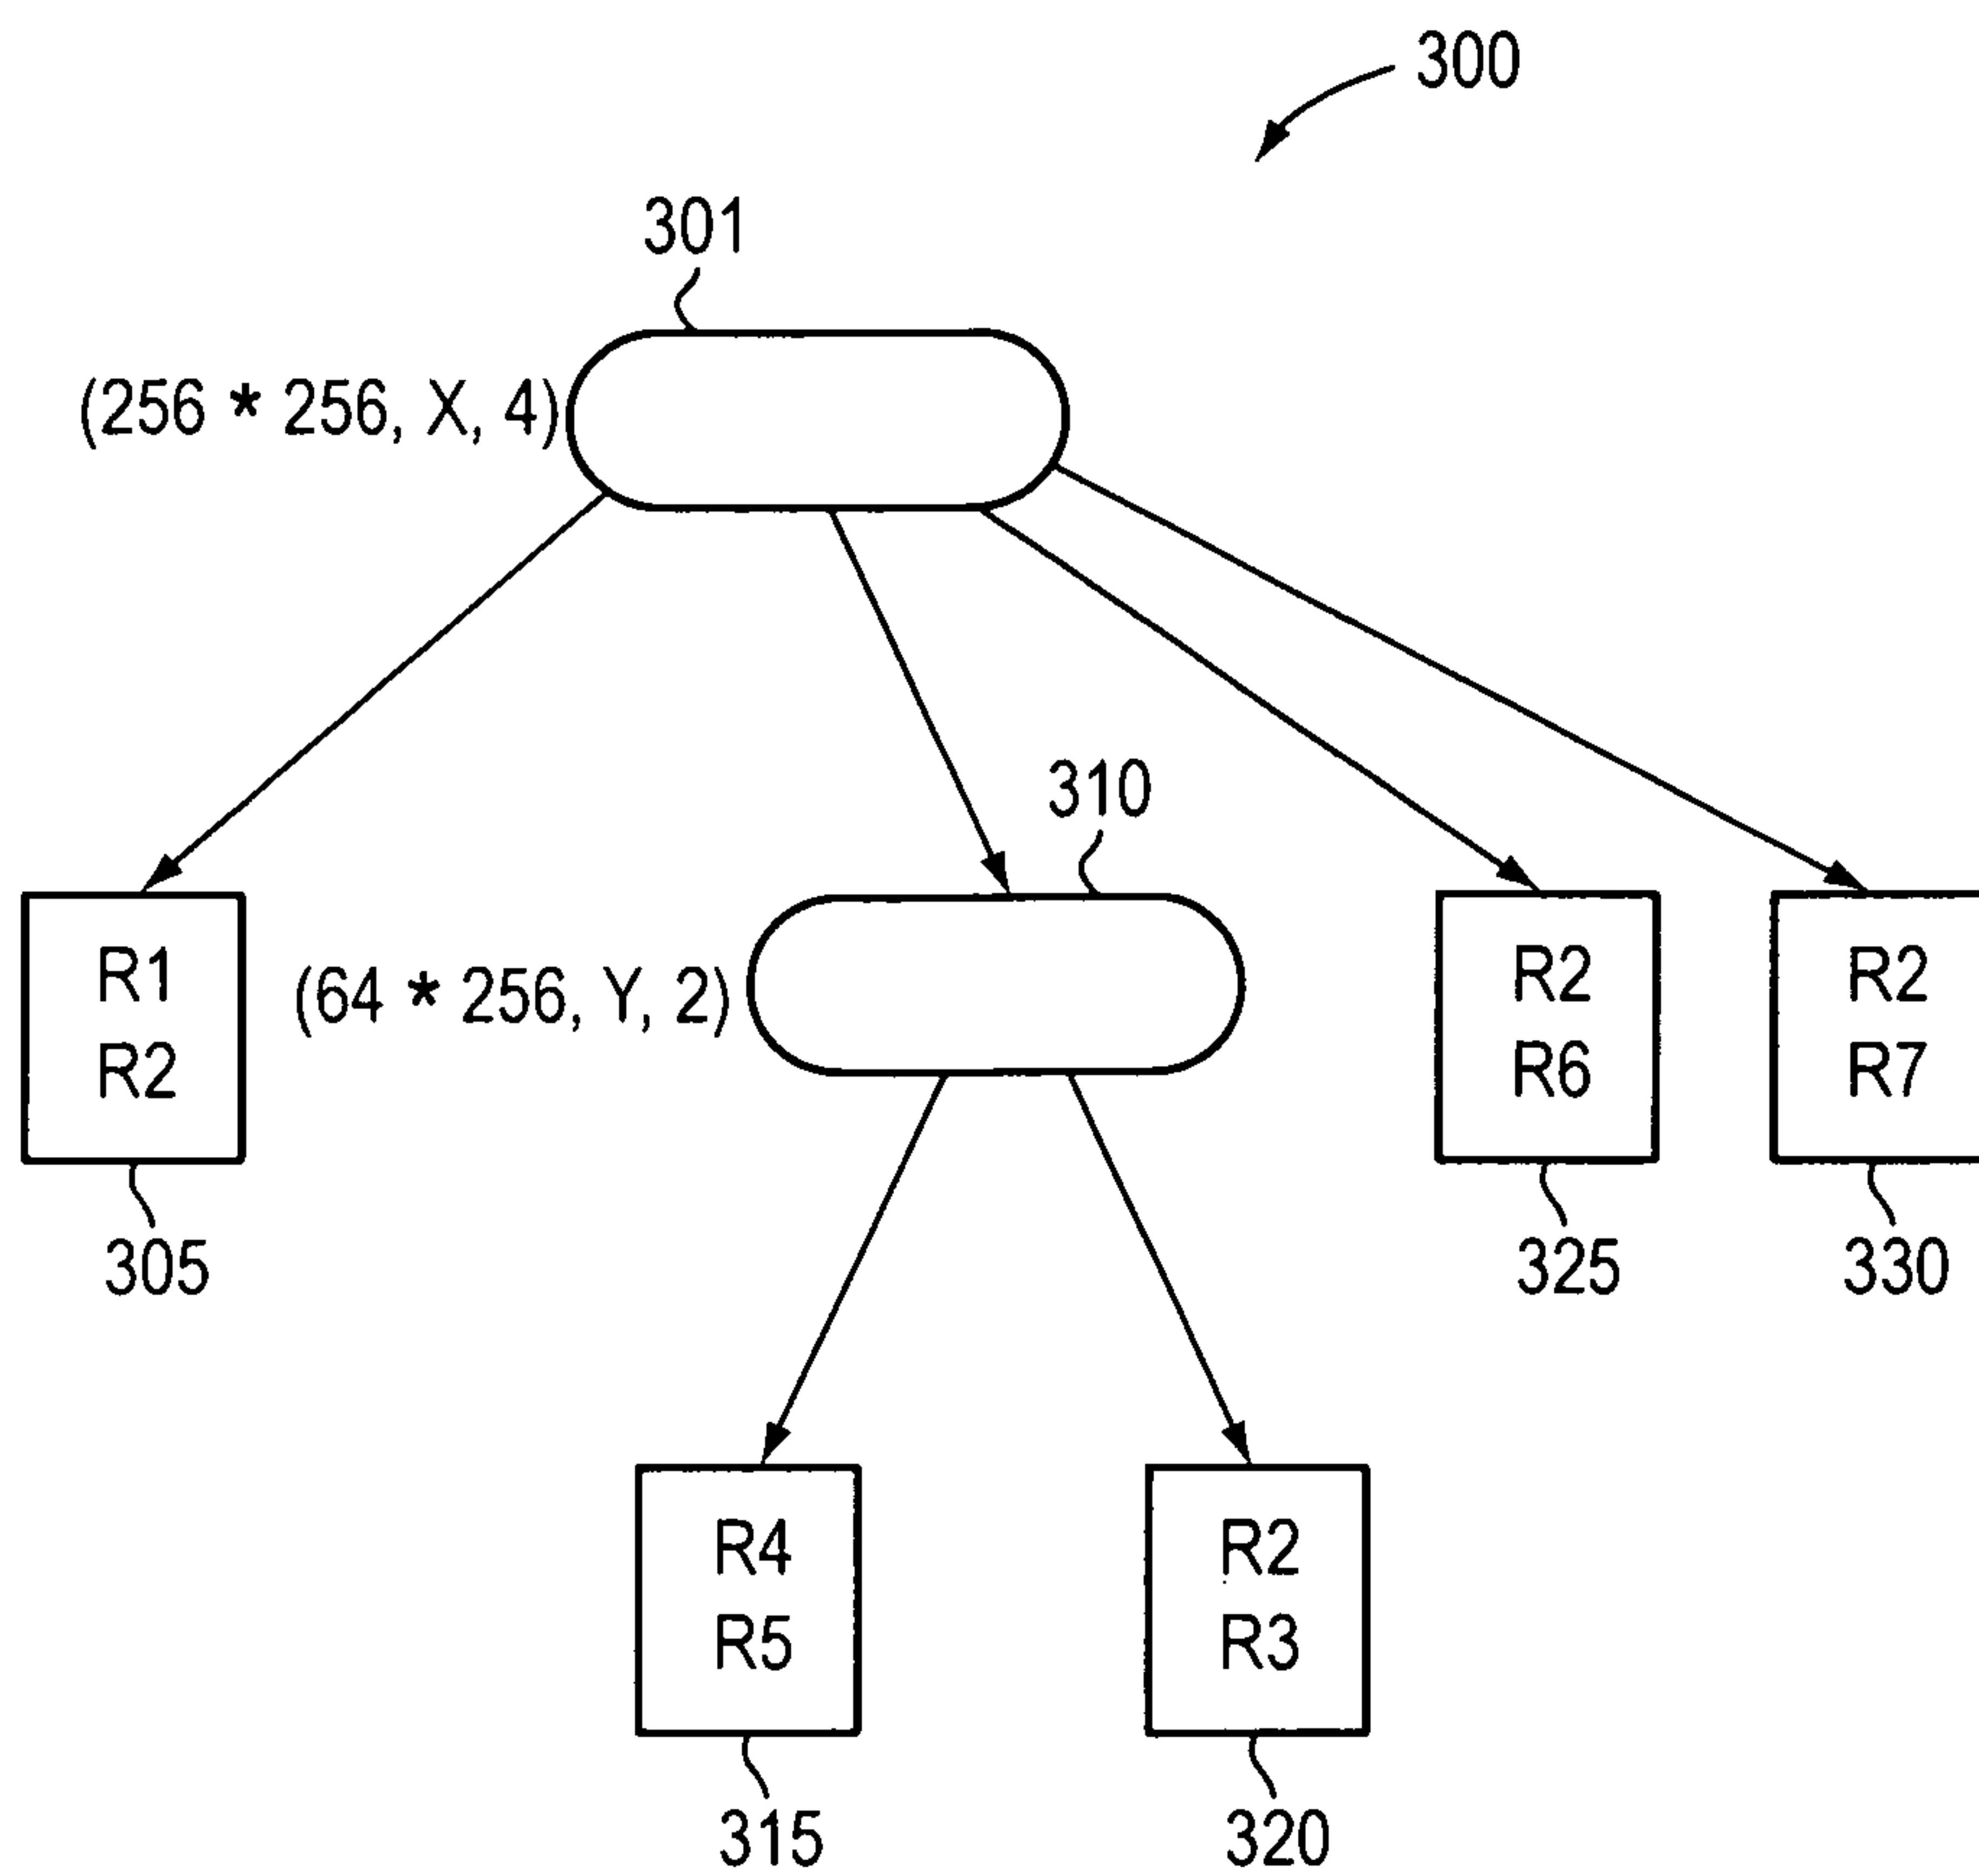 300
301
(256 * 256, X, 4)
310
R1
R2
(64 * 256, Y, 2)
R2
R6
R2
R7
305
325
330
R4
R5
R2
R3
315
320